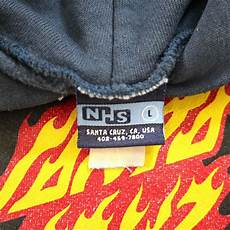 NHS L
SANTA CRUZ, CA, USA
408-459-7800